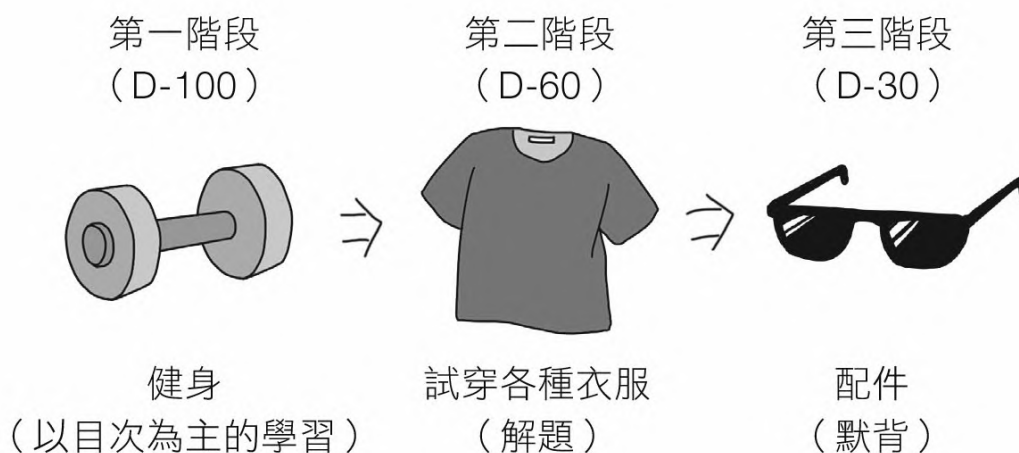 第一階段
（D-100）
第二階段
（D-60）
第三階段
（D-30）
健身
（以目次為主的學習）
試穿各種衣服
（解題）
配件
（默背）